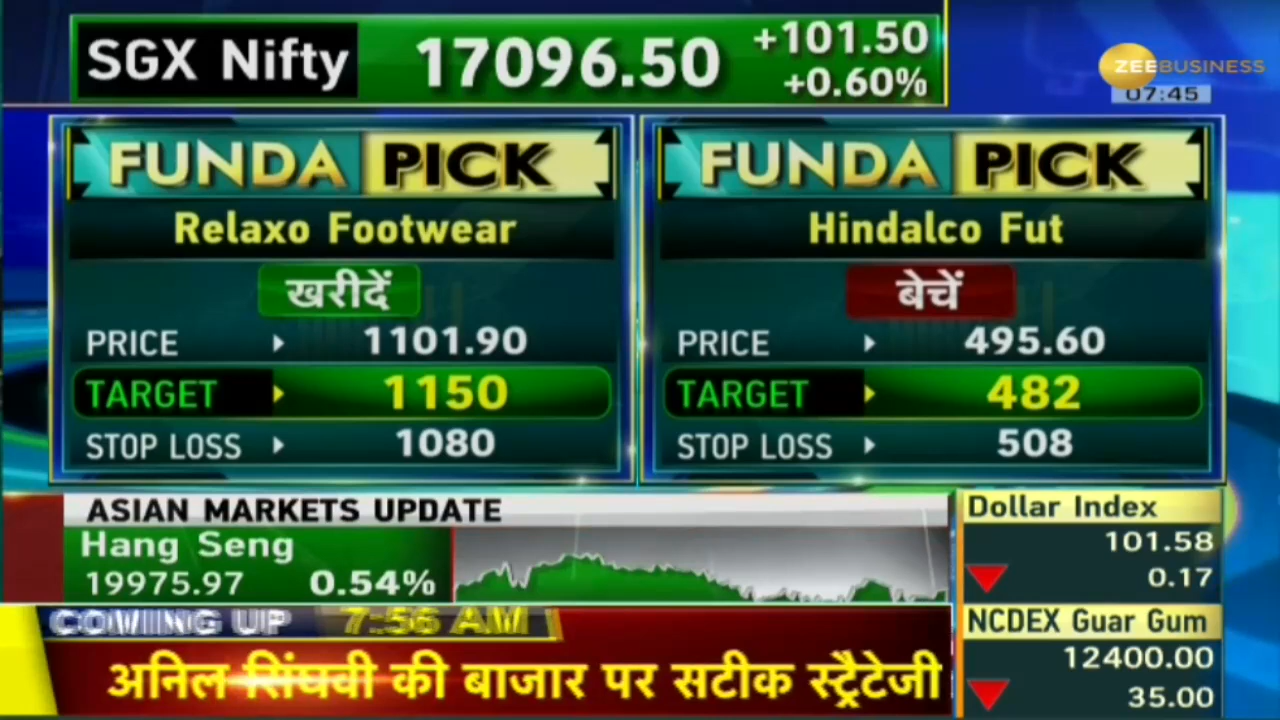 SGX Nifty 17096.50 +101.50
+0.60%
ZEEBUSINESS
07:45
FUNDA PICK
Relaxo Footwear
खरीदें
PRICE 1101.90
TARGET 1150
STOP LOSS 1080
FUNDA PICK
Hindalco Fut
बेचें
PRICE 495.60
TARGET 482
STOP LOSS 508
ASIAN MARKETS UPDATE
Hang Seng
19975.97 0.54%
Dollar Index
101.58
0.17
NCDEX Guar Gum
12400.00
35.00
COMING UP 7:56 AM
अनिल सिंघवी की बाजार पर सटीक स्ट्रैटेजी